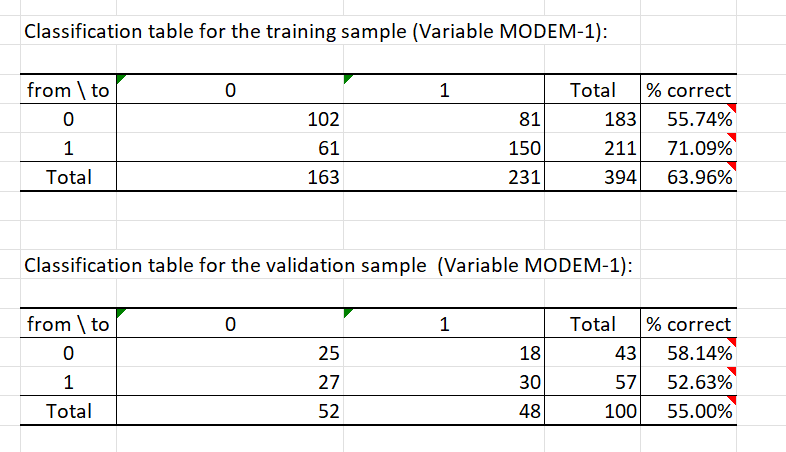 Classification table for the training sample (Variable MODEM-1):
from \ to 0 1 Total % correct
0 102 81 183 55.74%
1 61 150 211 71.09%
Total 163 231 394 63.96%
Classification table for the validation sample  (Variable MODEM-1):
from \ to 0 1 Total % correct
0 25 18 43 58.14%
1 27 30 57 52.63%
Total 52 48 100 55.00%